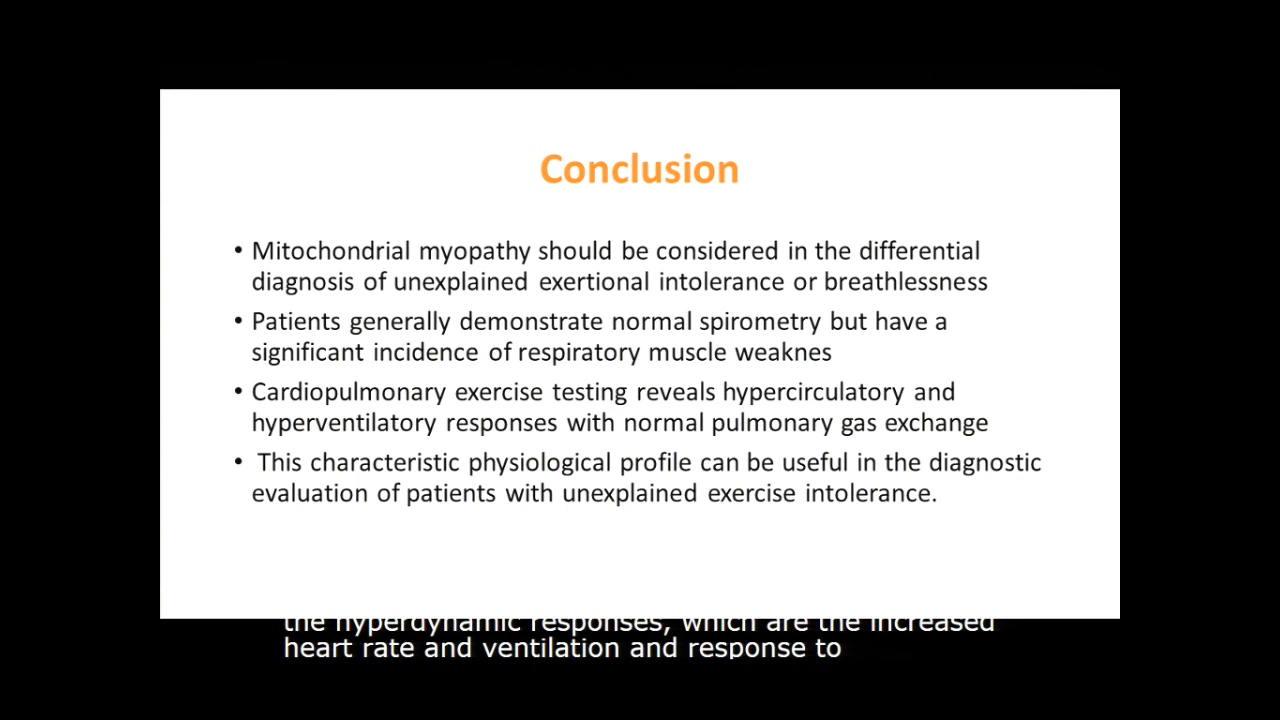 Conclusion
• Mitochondrial myopathy should be considered in the differential
diagnosis of unexplained exertional intolerance or breathlessness
• Patients generally demonstrate normal spirometry but have a
significant incidence of respiratory muscle weaknes
• Cardiopulmonary exercise testing reveals hypercirculatory and
hyperventilatory responses with normal pulmonary gas exchange
• This characteristic physiological profile can be useful in the diagnostic
evaluation of patients with unexplained exercise intolerance.
the hyperdynamic responses, which are the increased
heart rate and ventilation and response to